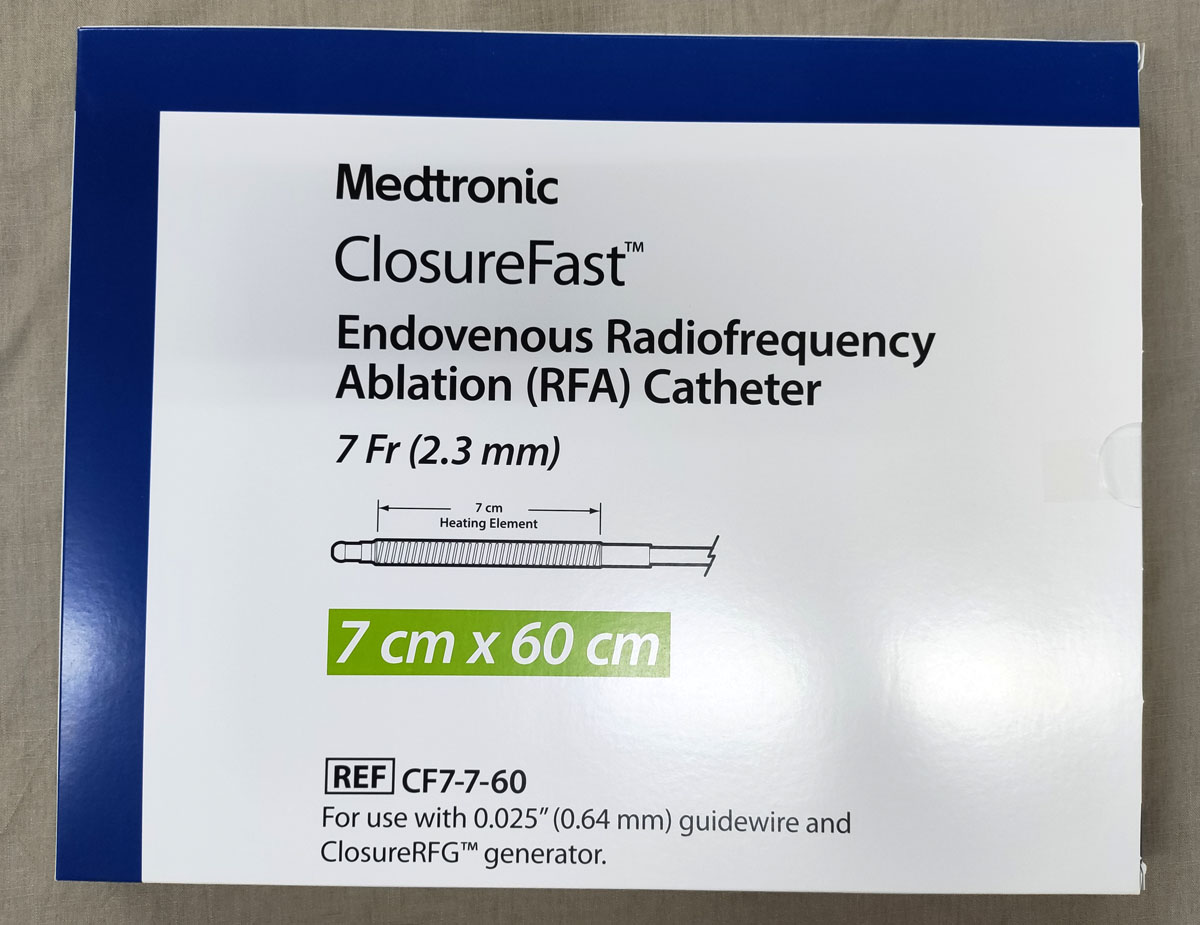 Medtronic
ClosureFast™
Endovenous Radiofrequency
Ablation (RFA) Catheter
7 Fr (2.3 mm)
7 cm
Heating Element
7 cm x 60 cm
REF CF7-7-60
For use with 0.025” (0.64 mm) guidewire and
ClosureRFG™ generator.